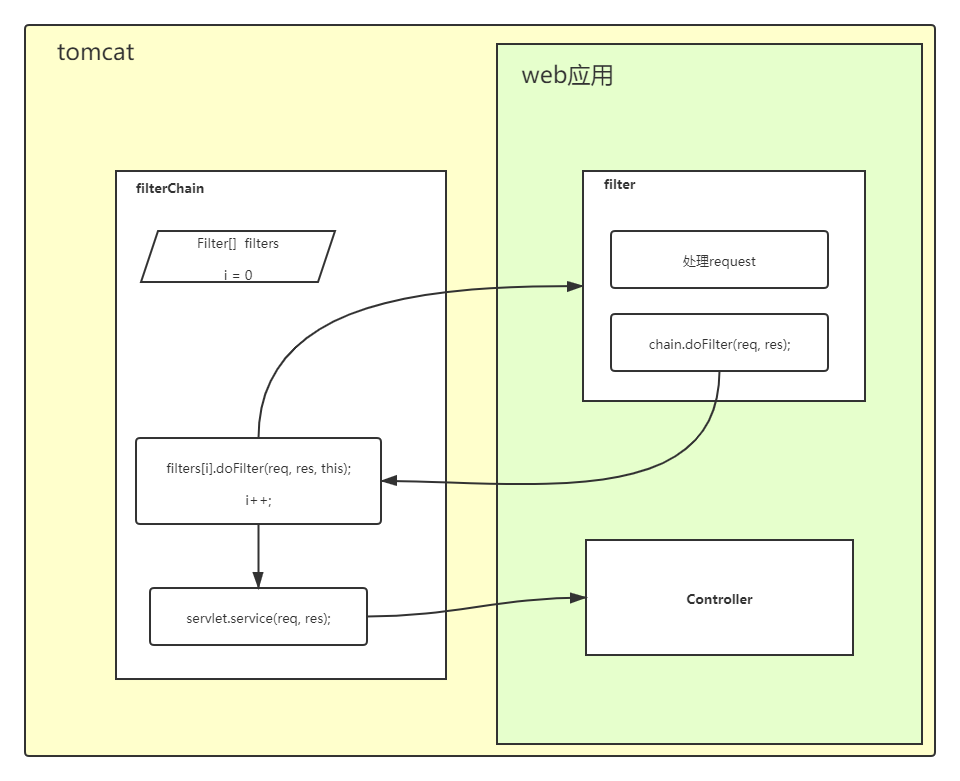 tomcat
web应用
filterChain
Filter[] filters
i = 0
filters[i].doFilter(req, res, this);
i++;
servlet.service(req, res);
filter
处理request
chain.doFilter(req, res);
Controller